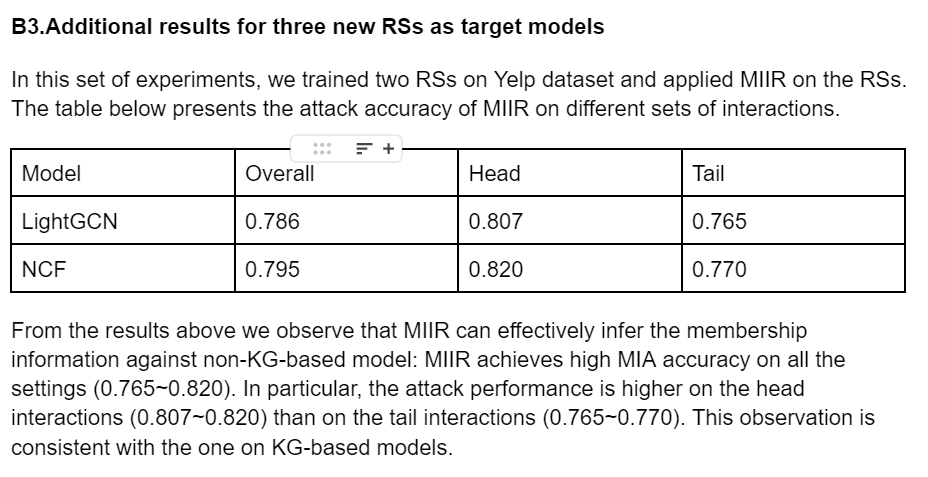 B3.Additional results for three new RSs as target models
In this set of experiments, we trained two RSs on Yelp dataset and applied MIIR on the RSs.
The table below presents the attack accuracy of MIIR on different sets of interactions.
Model Overall Head Tail
LightGCN 0.786 0.807 0.765
NCF 0.795 0.820 0.770
From the results above we observe that MIIR can effectively infer the membership
information against non-KG-based model: MIIR achieves high MIA accuracy on all the
settings (0.765~0.820). In particular, the attack performance is higher on the head
interactions (0.807~0.820) than on the tail interactions (0.765~0.770). This observation is
consistent with the one on KG-based models.